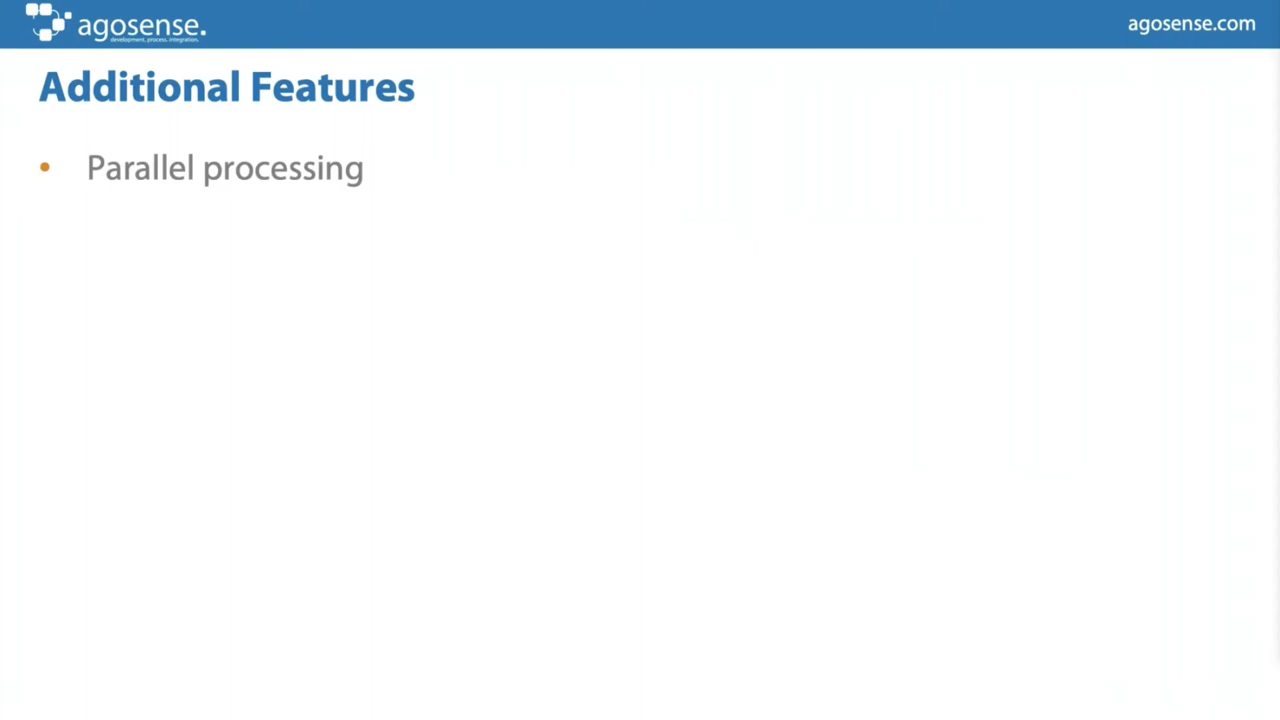 agosense.
development, process, integration.
agosense.com
Additional Features
• Parallel processing